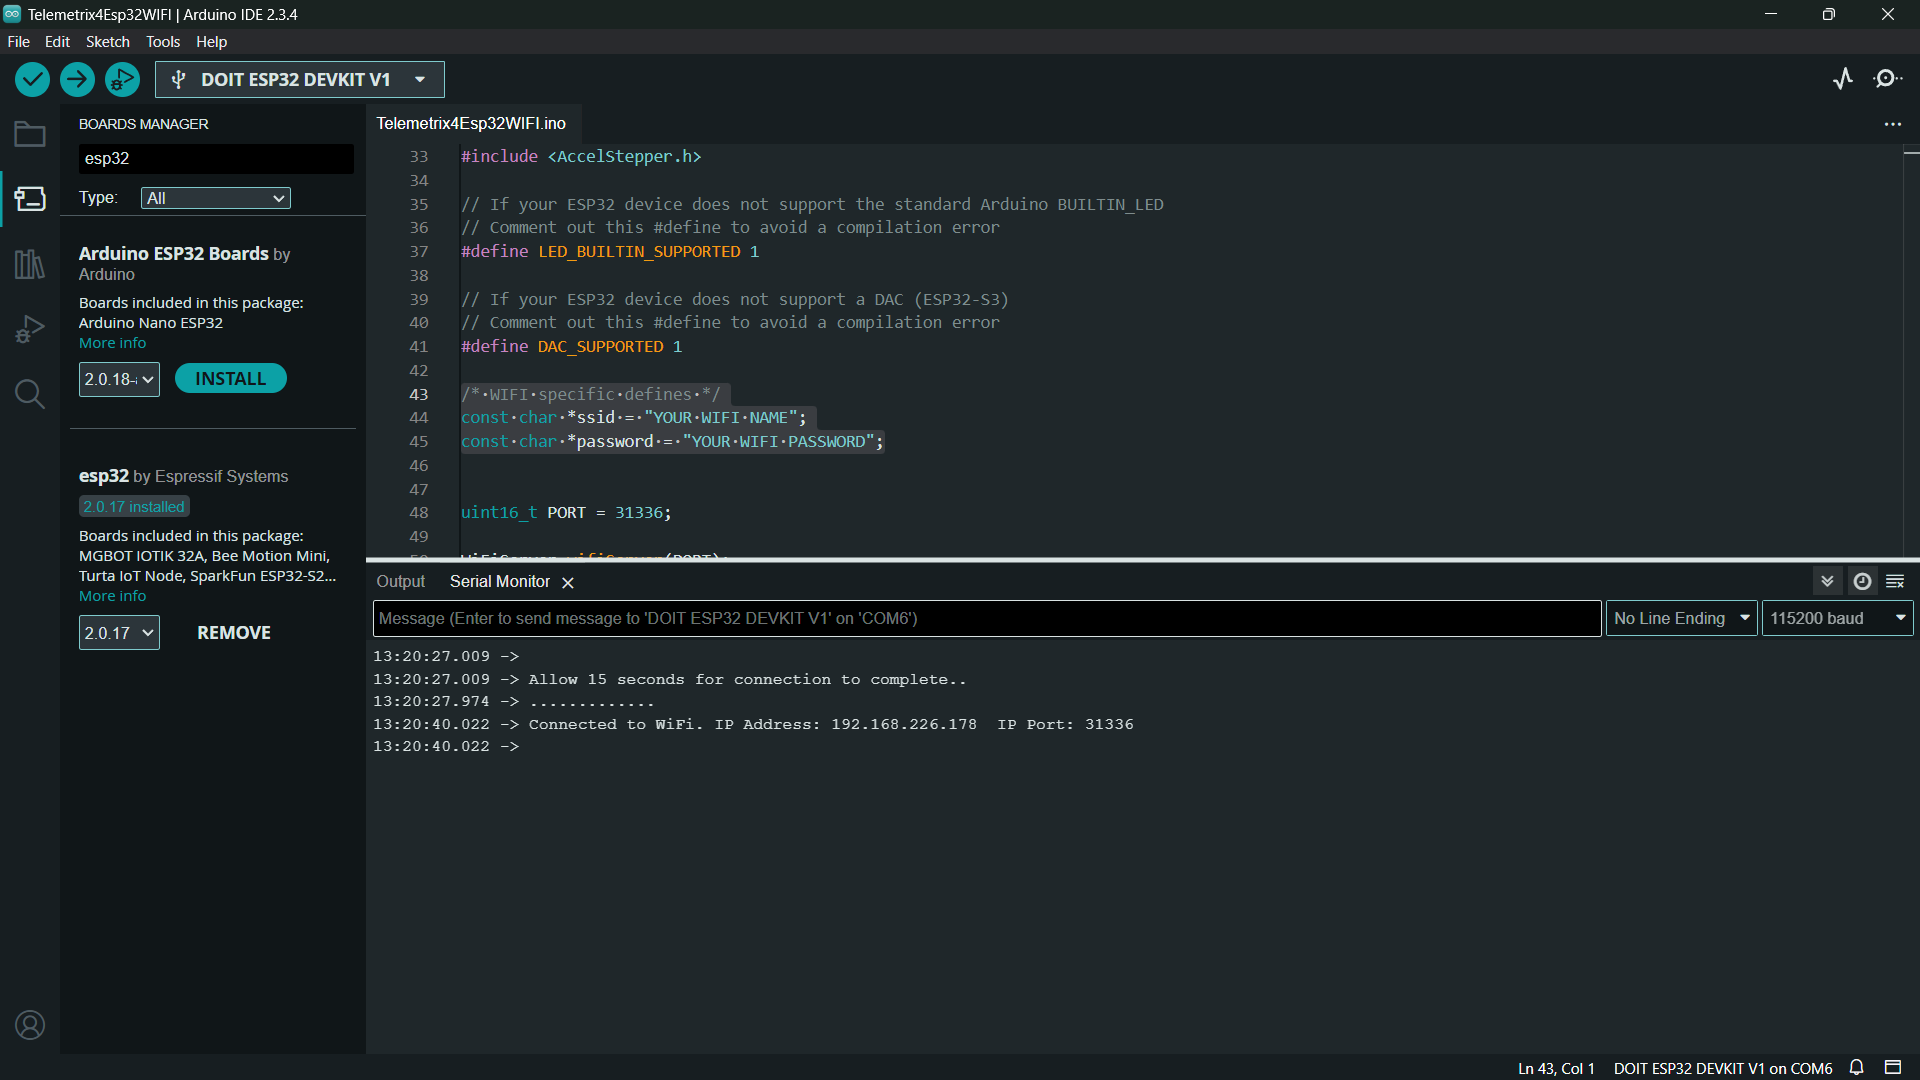 Telemetrix4Esp32WIFI | Arduino IDE 2.3.4
File Edit Sketch Tools Help
DOIT ESP32 DEVKIT V1
BOARDS MANAGER
esp32
Type: All
Arduino ESP32 Boards by
Arduino
Boards included in this package:
Arduino Nano ESP32
More info
2.0.18-
INSTALL
esp32 by Espressif Systems
2.0.17 installed
Boards included in this package:
MGBOT IOTIK 32A, Bee Motion Mini,
Turta IoT Node, SparkFun ESP32-S2...
More info
2.0.17
REMOVE
Telemetrix4Esp32WIFI.ino
33 #include <AccelStepper.h>
34
35 // If your ESP32 device does not support the standard Arduino BUILTIN_LED
36 // Comment out this #define to avoid a compilation error
37 #define LED_BUILTIN_SUPPORTED 1
38
39 // If your ESP32 device does not support a DAC (ESP32-S3)
40 // Comment out this #define to avoid a compilation error
41 #define DAC_SUPPORTED 1
42
43 /*·WIFI·specific·defines·*/
44 const·char·*ssid·=·"YOUR·WIFI·NAME";
45 const·char·*password·=·"YOUR·WIFI·PASSWORD";
46
47
48 uint16_t PORT = 31336;
49
Output Serial Monitor
Message (Enter to send message to 'DOIT ESP32 DEVKIT V1' on 'COM6')
No Line Ending
115200 baud
13:20:27.009 ->
13:20:27.009 -> Allow 15 seconds for connection to complete..
13:20:27.974 -> .............
13:20:40.022 -> Connected to WiFi. IP Address: 192.168.226.178  IP Port: 31336
13:20:40.022 ->
Ln 43, Col 1 DOIT ESP32 DEVKIT V1 on COM6